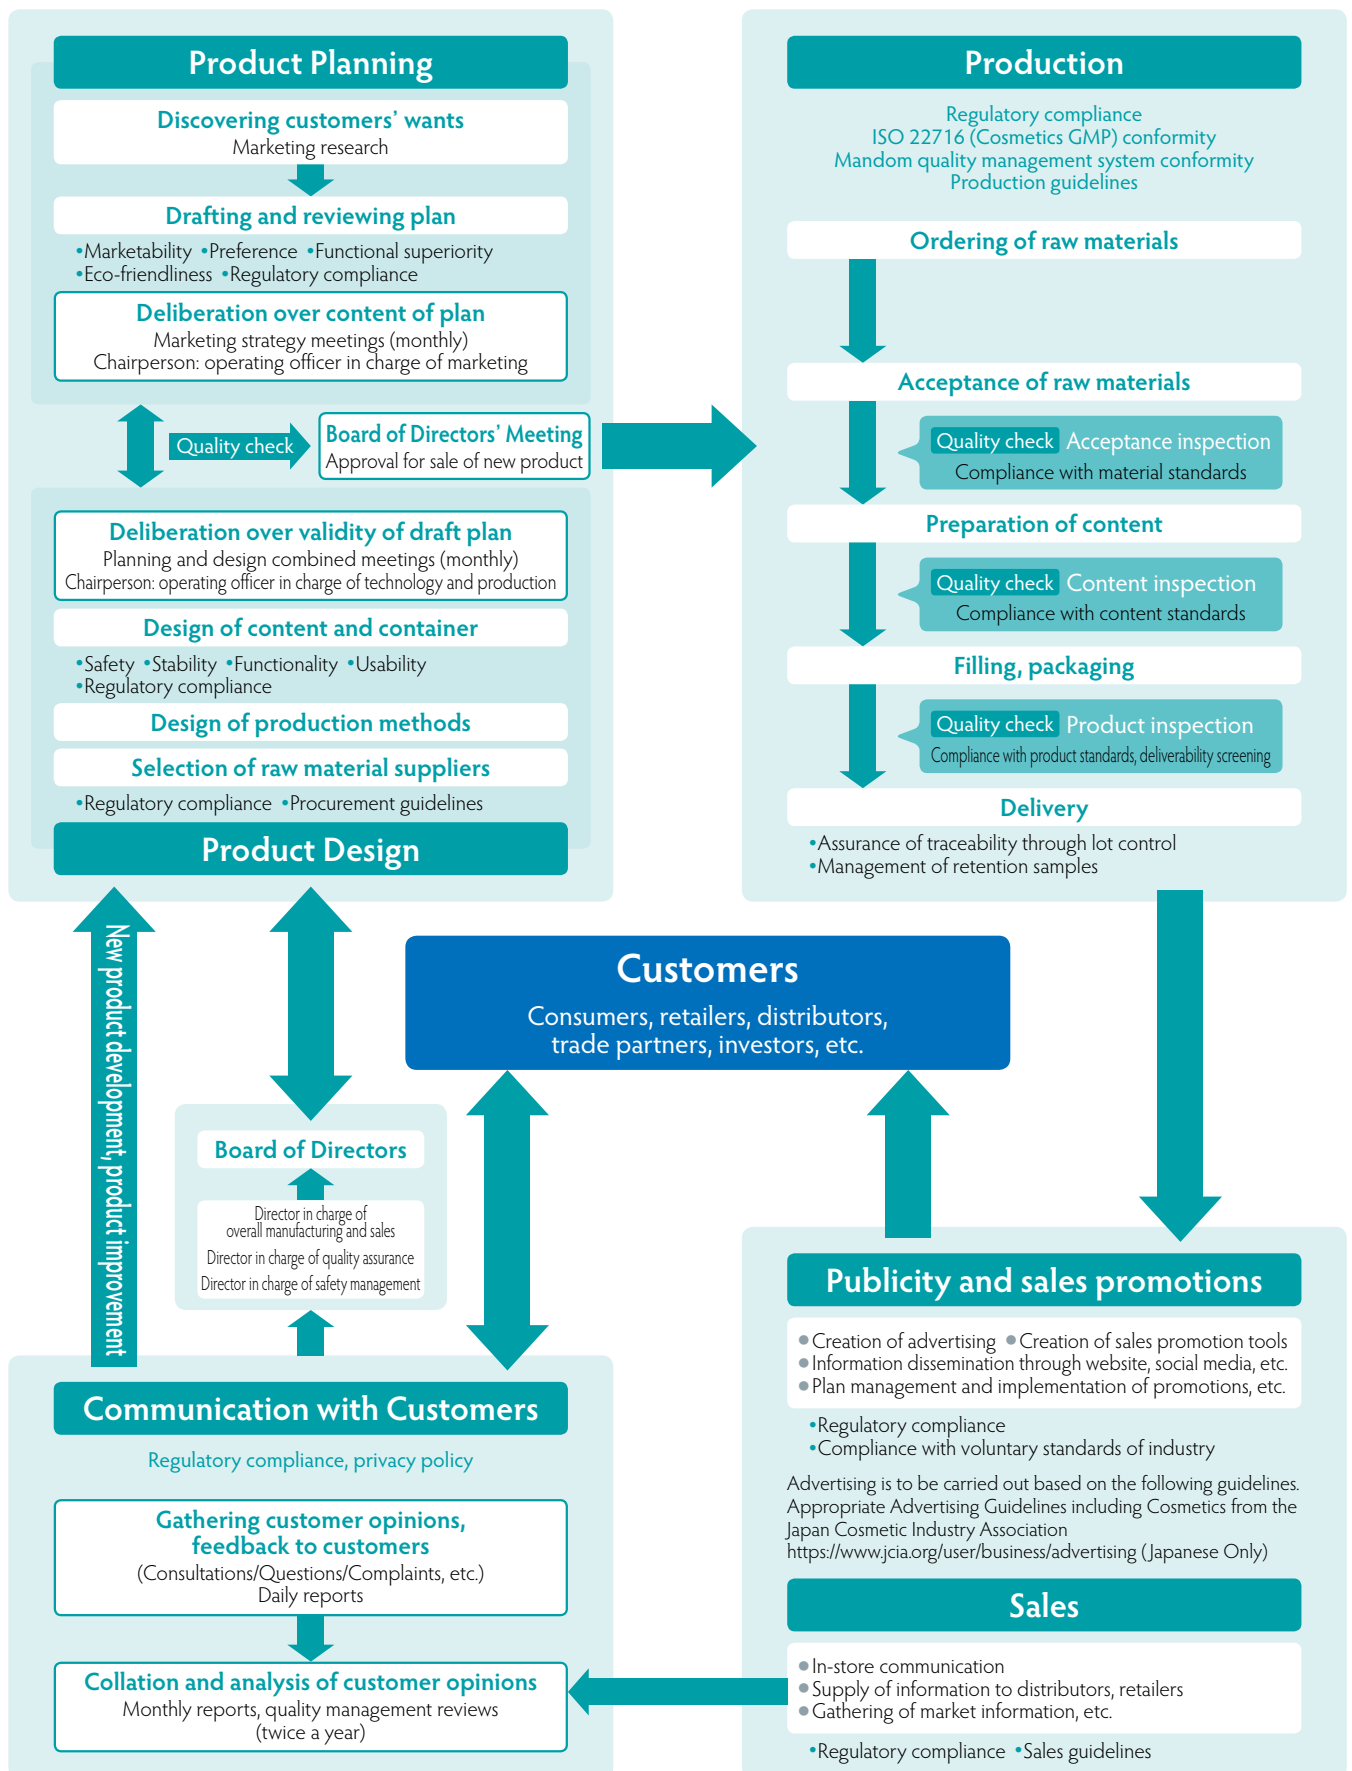 Product Planning
Discovering customers’ wants
Marketing research
Drafting and reviewing plan
•Marketability •Preference •Functional superiority
•Eco-friendliness •Regulatory compliance
Deliberation over content of plan
Marketing strategy meetings (monthly)
Chairperson: operating officer in charge of marketing
Quality check
Board of Directors’ Meeting
Approval for sale of new product
Deliberation over validity of draft plan
Planning and design combined meetings (monthly)
Chairperson: operating officer in charge of technology and production
Design of content and container
•Safety •Stability •Functionality •Usability
•Regulatory compliance
Design of production methods
Selection of raw material suppliers
•Regulatory compliance •Procurement guidelines
Product Design
Production
Regulatory compliance
ISO 22716 (Cosmetics GMP) conformity
Mandom quality management system conformity
Production guidelines
Ordering of raw materials
Acceptance of raw materials
Quality check Acceptance inspection
Compliance with material standards
Preparation of content
Quality check Content inspection
Compliance with content standards
Filling, packaging
Quality check Product inspection
Compliance with product standards, deliverability screening
Delivery
•Assurance of traceability through lot control
•Management of retention samples
New product development, product improvement
Customers
Consumers, retailers, distributors,
trade partners, investors, etc.
Board of Directors
Director in charge of
overall manufacturing and sales
Director in charge of quality assurance
Director in charge of safety management
Communication with Customers
Regulatory compliance, privacy policy
Gathering customer opinions,
feedback to customers
(Consultations/Questions/Complaints, etc.)
Daily reports
Collation and analysis of customer opinions
Monthly reports, quality management reviews
(twice a year)
Publicity and sales promotions
●Creation of advertising ●Creation of sales promotion tools
●Information dissemination through website, social media, etc.
●Plan management and implementation of promotions, etc.
•Regulatory compliance
•Compliance with voluntary standards of industry
Advertising is to be carried out based on the following guidelines.
Appropriate Advertising Guidelines including Cosmetics from the
Japan Cosmetic Industry Association
https://www.jcia.org/user/business/advertising (Japanese Only)
Sales
●In-store communication
●Supply of information to distributors, retailers
●Gathering of market information, etc.
•Regulatory compliance •Sales guidelines